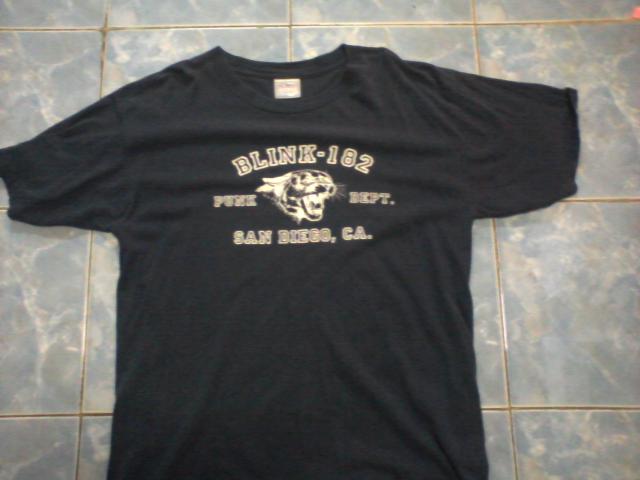 BLINK-182
PUNK DEPT.
SAN DIEGO, CA.